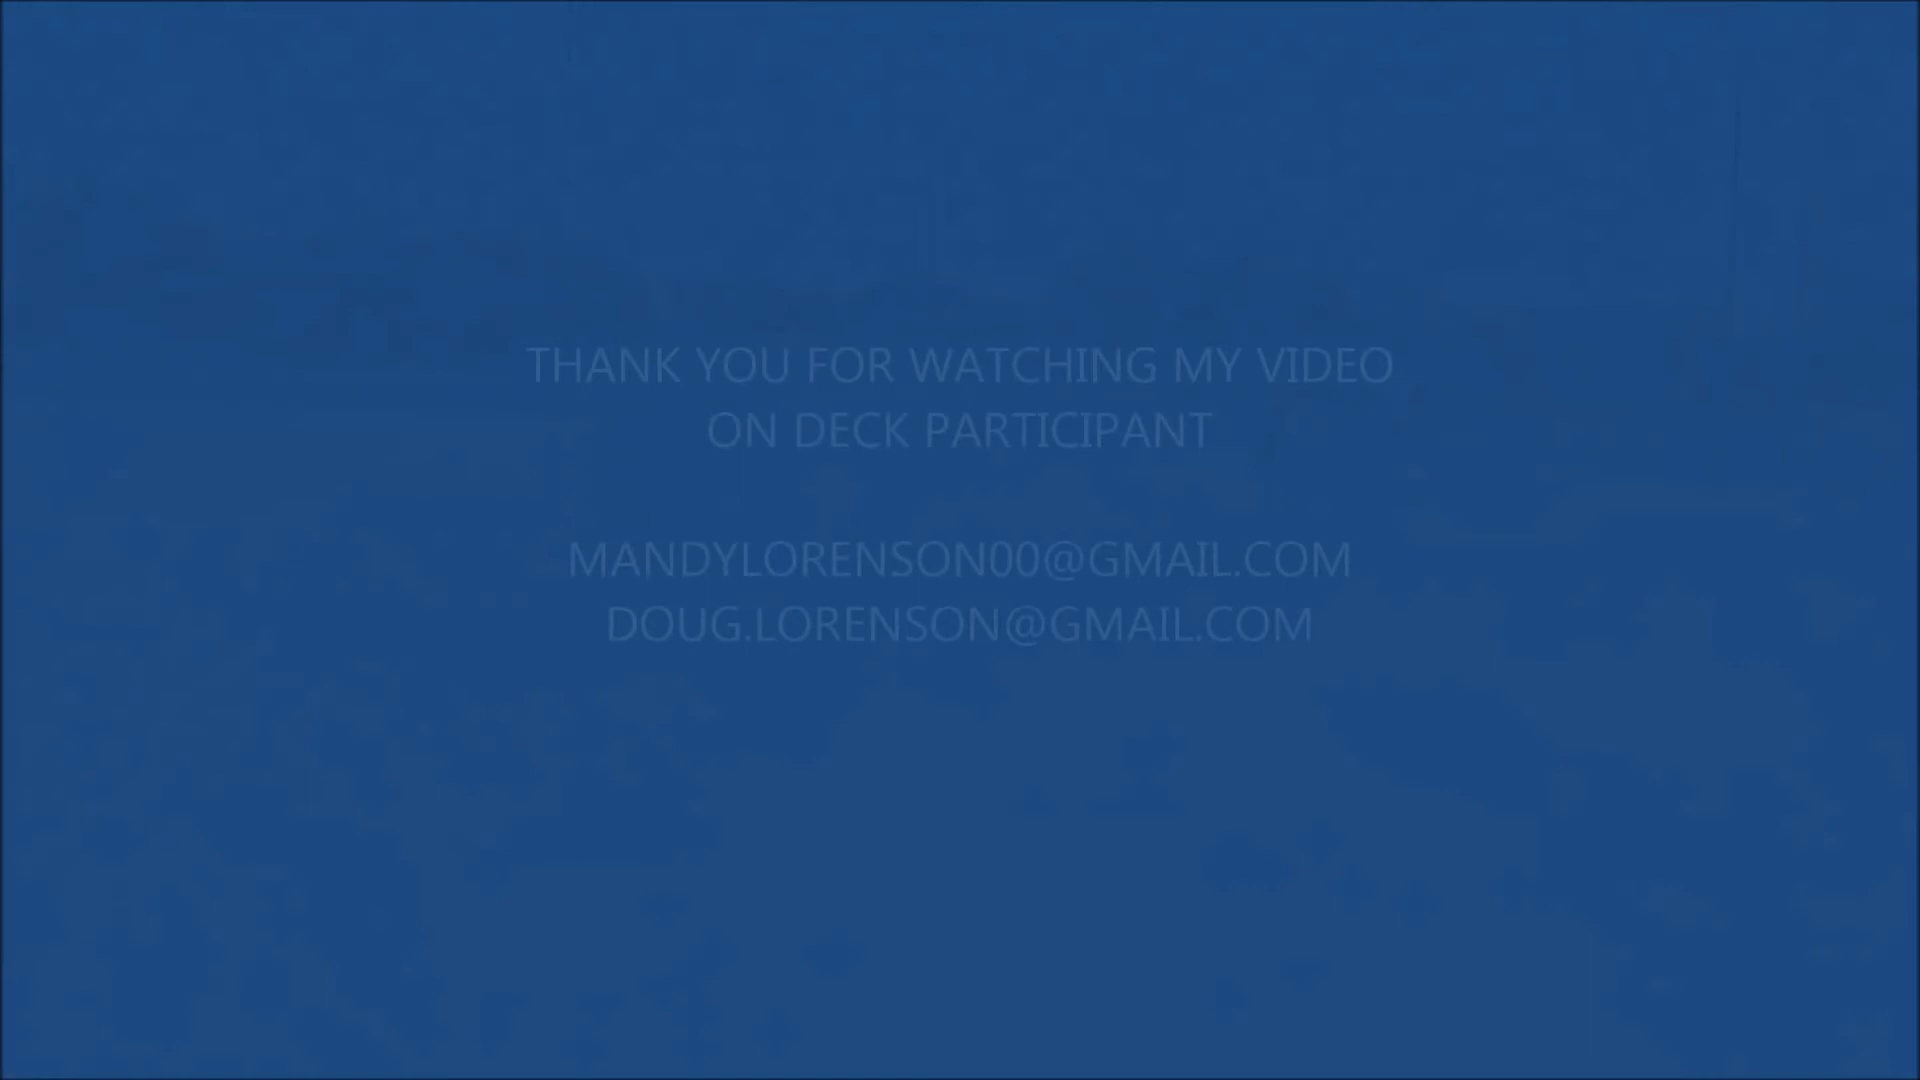 THANK YOU FOR WATCHING MY VIDEO
ON DECK PARTICIPANT
MANDYLORENSON00@GMAIL.COM
DOUG.LORENSON@GMAIL.COM